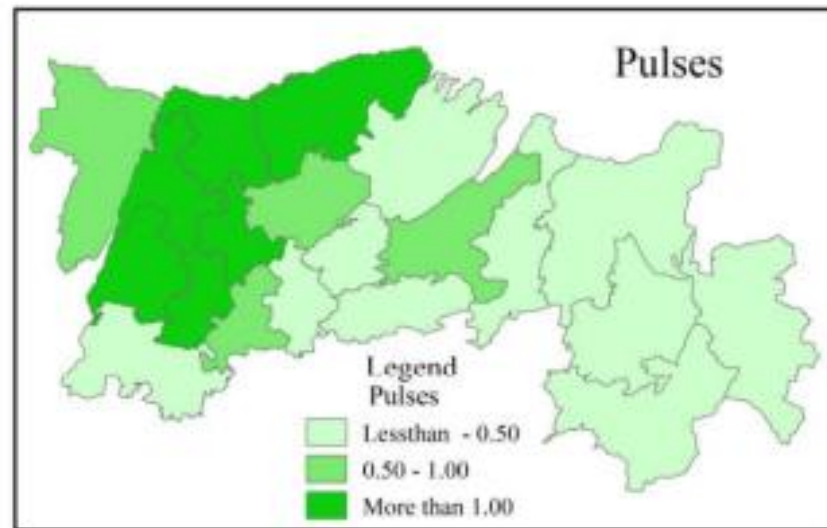 Pulses
Legend
Pulses
Lessthan - 0.50
0.50 - 1.00
More than 1.00